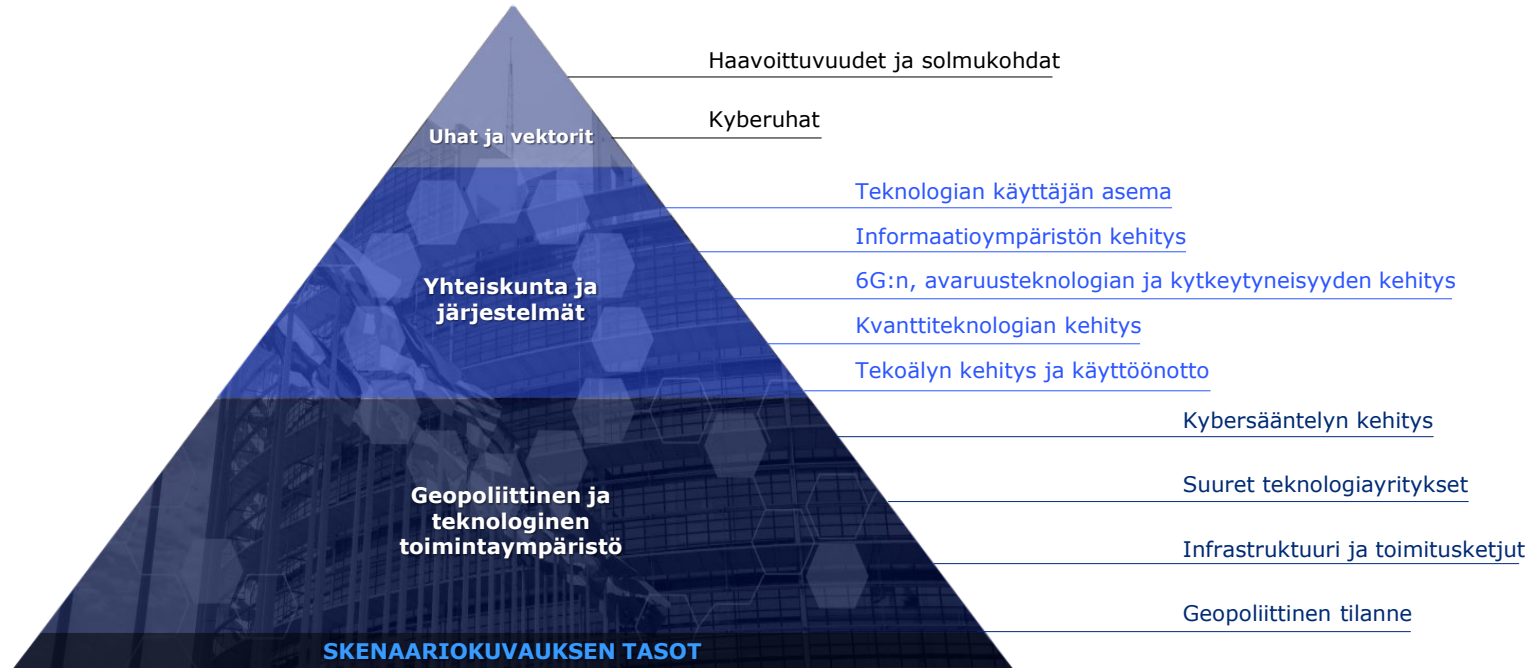 Haavoittuvuudet ja solmukohdat
Kyberuhat
Uhat ja vektorit
Teknologian käyttäjän asema
Informaatioympäristön kehitys
6G:n, avaruusteknologian ja kytkeytyneisyyden kehitys
Kvanttiteknologian kehitys
Tekoälyn kehitys ja käyttöönotto
Yhteiskunta ja
järjestelmät
Kybersääntelyn kehitys
Suuret teknologiayritykset
Infrastruktuuri ja toimitusketjut
Geopoliittinen tilanne
Geopoliittinen ja
teknologinen
toimintaympäristö
SKENAARIOKUVAUKSEN TASOT